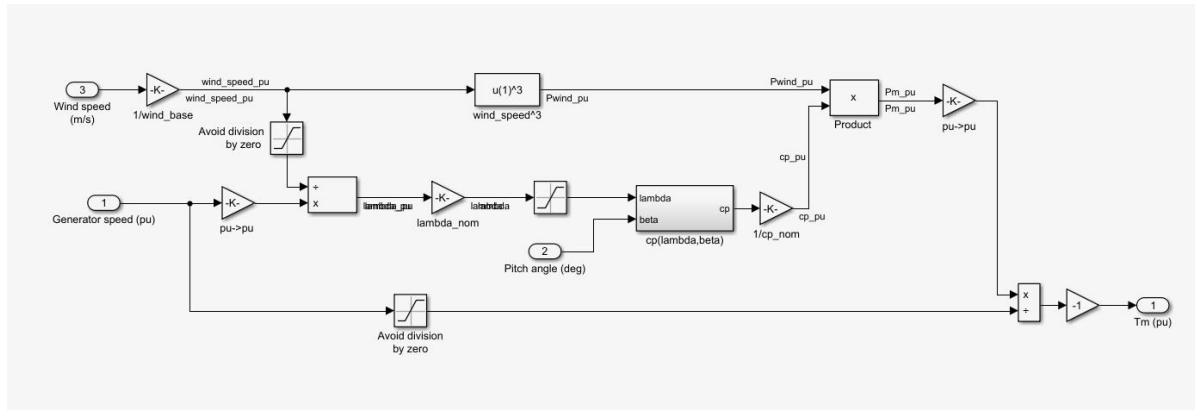 3
Wind speed
(m/s)
-K-
1/wind_base
wind_speed_pu
wind_speed_pu
Avoid division
by zero
u(1)^3
wind_speed^3
Pwind_pu
Pwind_pu
x
Product
Pm_pu
Pm_pu
-K-
pu->pu
1
Generator speed (pu)
-K-
pu->pu
÷
x
lambda_pu
-K-
lambda_nom
lambda
lambda
beta
cp
cp(lambda,beta)
2
Pitch angle (deg)
-K-
1/cp_nom
cp_pu
cp_pu
Avoid division
by zero
x
÷
-1
1
Tm (pu)